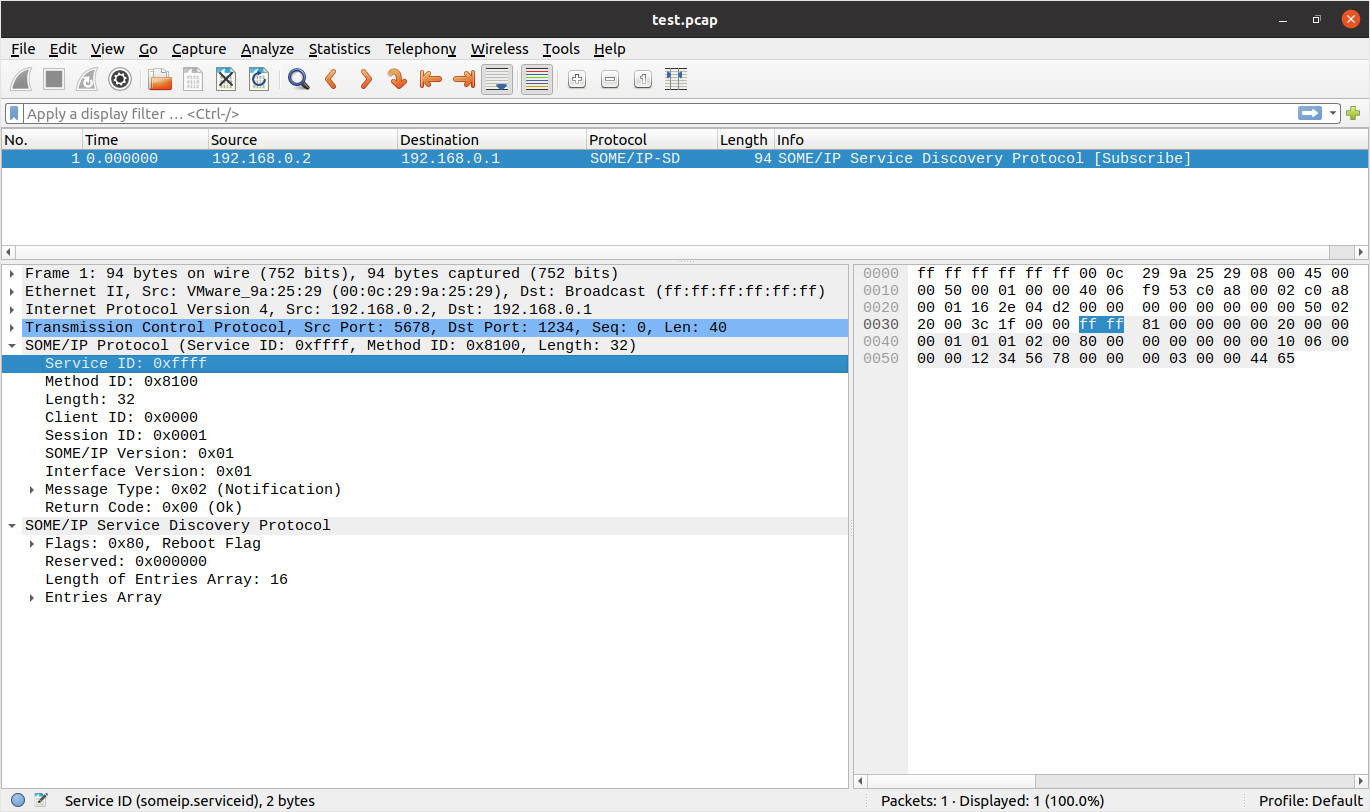 test.pcap
File Edit View Go Capture Analyze Statistics Telephony Wireless Tools Help
Apply a display filter … <Ctrl-/>
No. Time Source Destination Protocol Length Info
1 0.000000 192.168.0.2 192.168.0.1 SOME/IP-SD 94 SOME/IP Service Discovery Protocol [Subscribe]
Frame 1: 94 bytes on wire (752 bits), 94 bytes captured (752 bits)
Ethernet II, Src: VMware_9a:25:29 (00:0c:29:9a:25:29), Dst: Broadcast (ff:ff:ff:ff:ff:ff)
Internet Protocol Version 4, Src: 192.168.0.2, Dst: 192.168.0.1
Transmission Control Protocol, Src Port: 5678, Dst Port: 1234, Seq: 0, Len: 40
SOME/IP Protocol (Service ID: 0xffff, Method ID: 0x8100, Length: 32)
Service ID: 0xffff
Method ID: 0x8100
Length: 32
Client ID: 0x0000
Session ID: 0x0001
SOME/IP Version: 0x01
Interface Version: 0x01
Message Type: 0x02 (Notification)
Return Code: 0x00 (Ok)
SOME/IP Service Discovery Protocol
Flags: 0x80, Reboot Flag
Reserved: 0x000000
Length of Entries Array: 16
Entries Array
0000 ff ff ff ff ff ff 00 0c 29 9a 25 29 08 00 45 00
0010 00 50 00 01 00 00 40 06 f9 53 c0 a8 00 02 c0 a8
0020 00 01 16 2e 04 d2 00 00 00 00 00 00 00 00 50 02
0030 20 00 3c 1f 00 00 ff ff 81 00 00 00 00 20 00 00
0040 00 01 01 01 02 00 80 00 00 00 00 00 10 06 00 00
0050 00 00 12 34 56 78 00 00 00 03 00 00 44 65
Service ID (someip.serviceid), 2 bytes
Packets: 1 · Displayed: 1 (100.0%)
Profile: Default